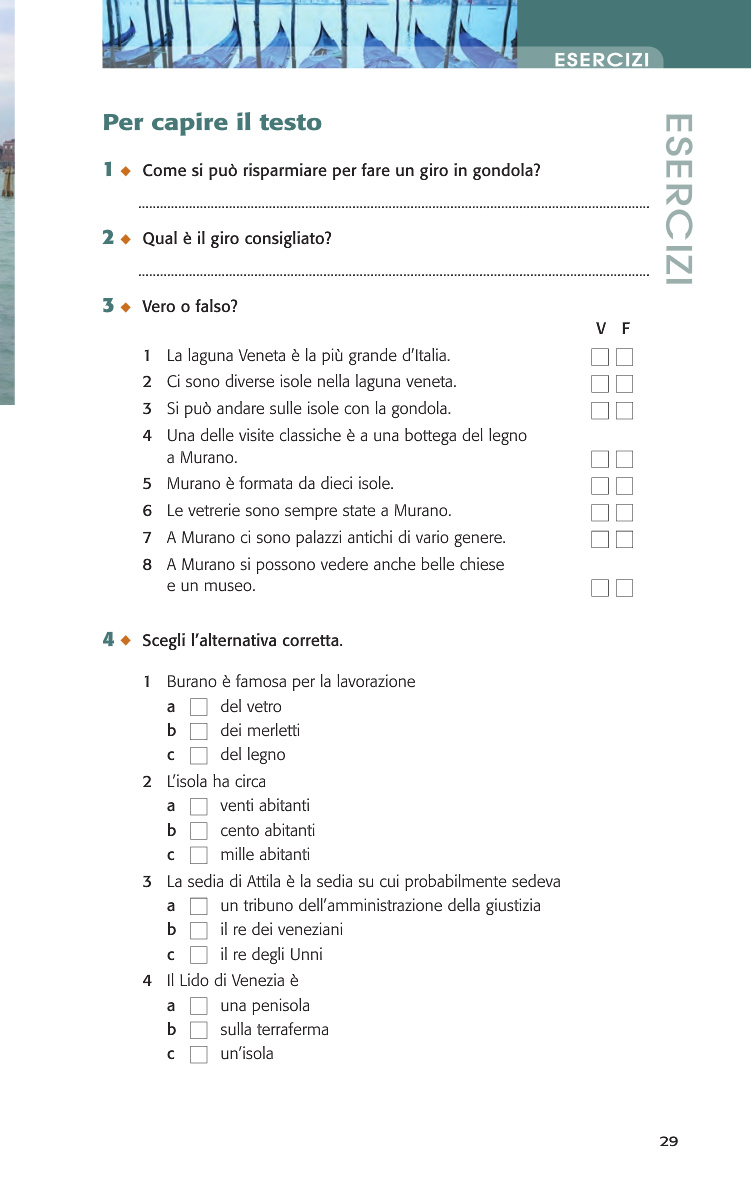 ESERCIZI
ESERCIZI
Per capire il testo
1 ◆ Come si può risparmiare per fare un giro in gondola?
2 ◆ Qual è il giro consigliato?
3 ◆ Vero o falso?
V F
1 La laguna Veneta è la più grande d'Italia.
2 Ci sono diverse isole nella laguna veneta.
3 Si può andare sulle isole con la gondola.
4 Una delle visite classiche è a una bottega del legno
a Murano.
5 Murano è formata da dieci isole.
6 Le vetrerie sono sempre state a Murano.
7 A Murano ci sono palazzi antichi di vario genere.
8 A Murano si possono vedere anche belle chiese
e un museo.
4 ◆ Scegli l'alternativa corretta.
1 Burano è famosa per la lavorazione
a del vetro
b dei merletti
c del legno
2 L'isola ha circa
a venti abitanti
b cento abitanti
c mille abitanti
3 La sedia di Attila è la sedia su cui probabilmente sedeva
a un tribuno dell'amministrazione della giustizia
b il re dei veneziani
c il re degli Unni
4 Il Lido di Venezia è
a una penisola
b sulla terraferma
c un'isola
29